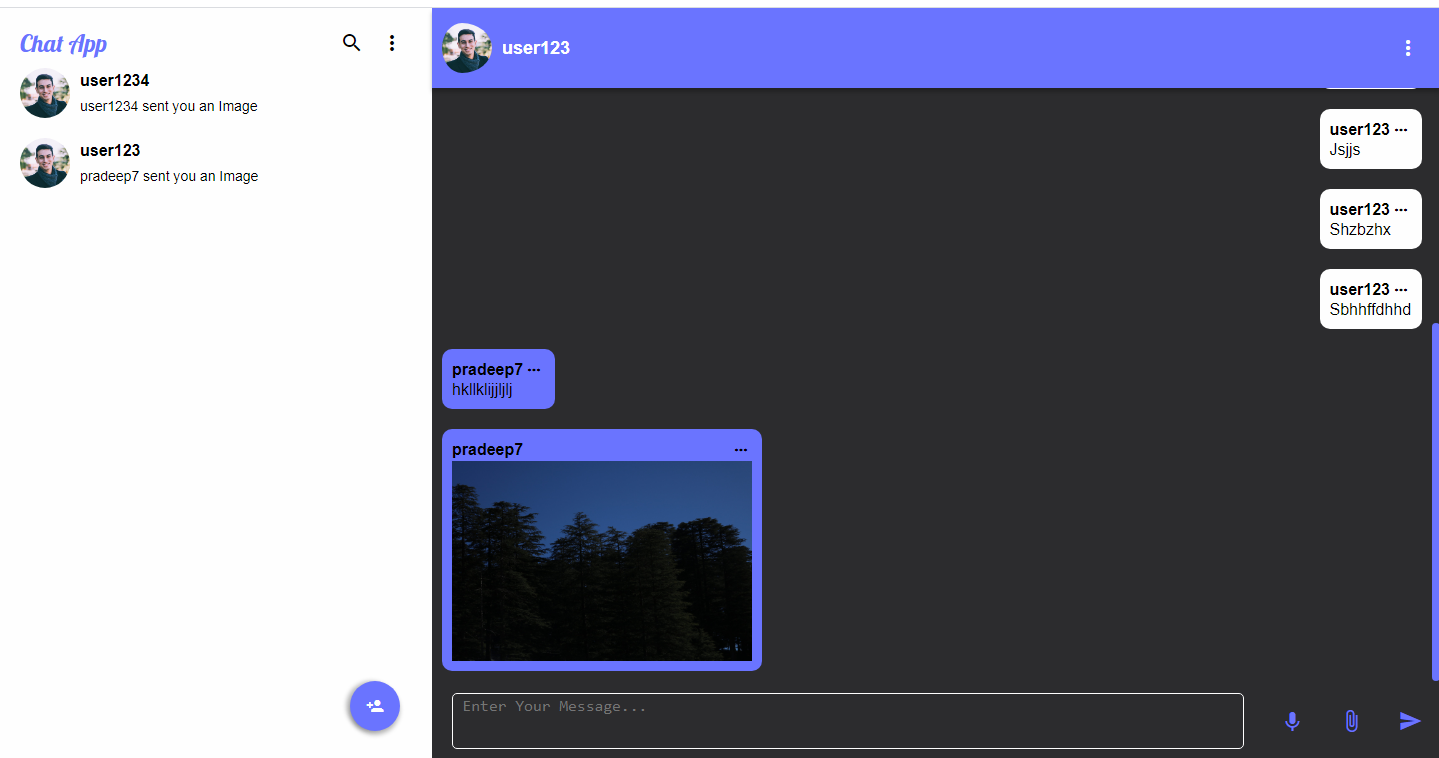 Chat App
user1234
user1234 sent you an Image
user123
pradeep7 sent you an Image
user123
user123 ···
Jsjjs
user123 ···
Shzbzhx
user123 ···
Sbhhffdhhd
pradeep7 ···
hkllklijjljlj
pradeep7 ···
Enter Your Message...